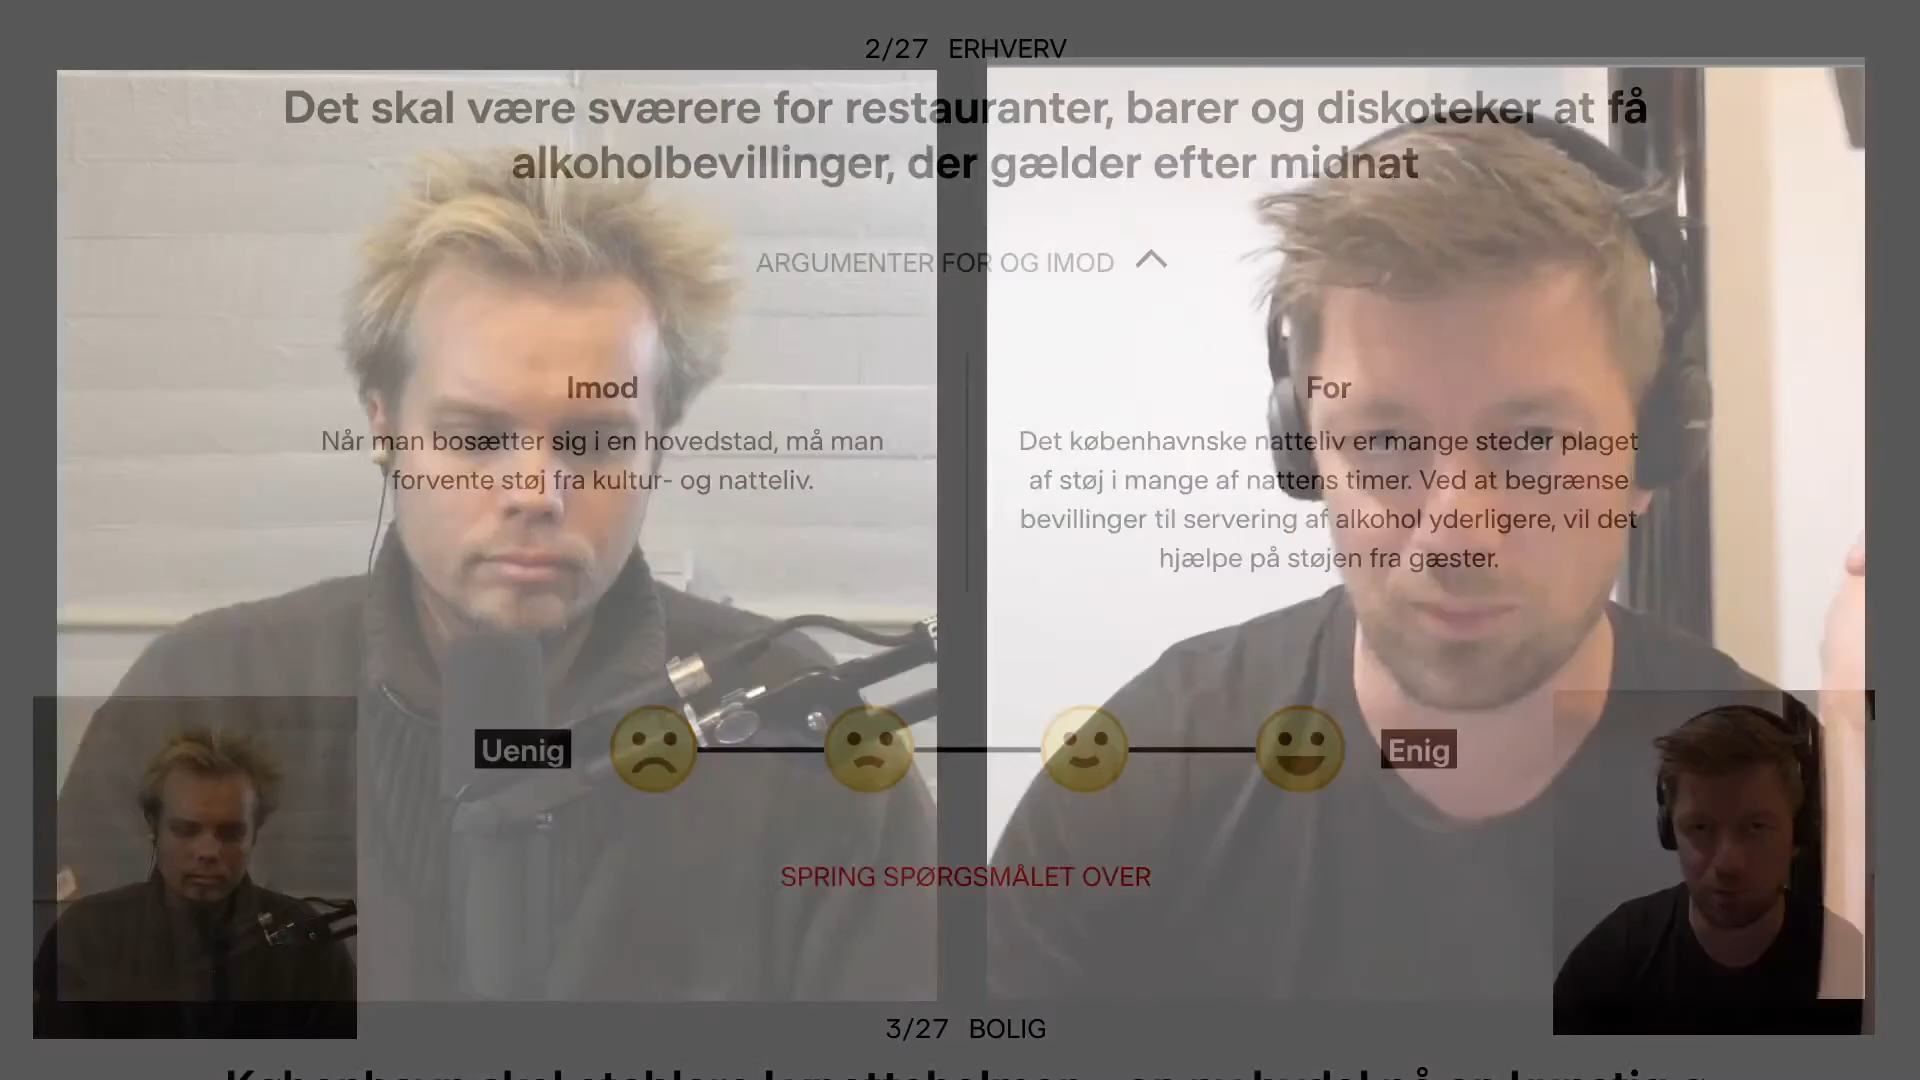 2/27 ERHVERV
Det skal være sværere for restauranter, barer og diskoteker at få
alkoholbevillinger, der gælder efter midnat
ARGUMENTER FOR OG IMOD
Imod
Når man bosætter sig i en hovedstad, må man
forvente støj fra kultur- og natteliv.
For
Det københavnske natteliv er mange steder plaget
af støj i mange af nattens timer. Ved at begrænse
bevillinger til servering af alkohol yderligere, vil det
hjælpe på støjen fra gæster.
Uenig
Enig
SPRING SPØRGSMÅLET OVER
3/27 BOLIG